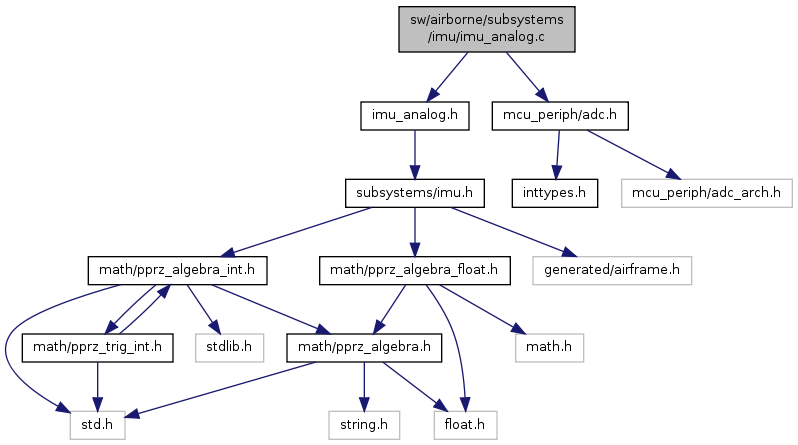 sw/airborne/subsystems
/imu/imu_analog.c
imu_analog.h
mcu_periph/adc.h
subsystems/imu.h
inttypes.h
mcu_periph/adc_arch.h
math/pprz_algebra_int.h
math/pprz_algebra_float.h
generated/airframe.h
math/pprz_trig_int.h
stdlib.h
math/pprz_algebra.h
math.h
std.h
string.h
float.h